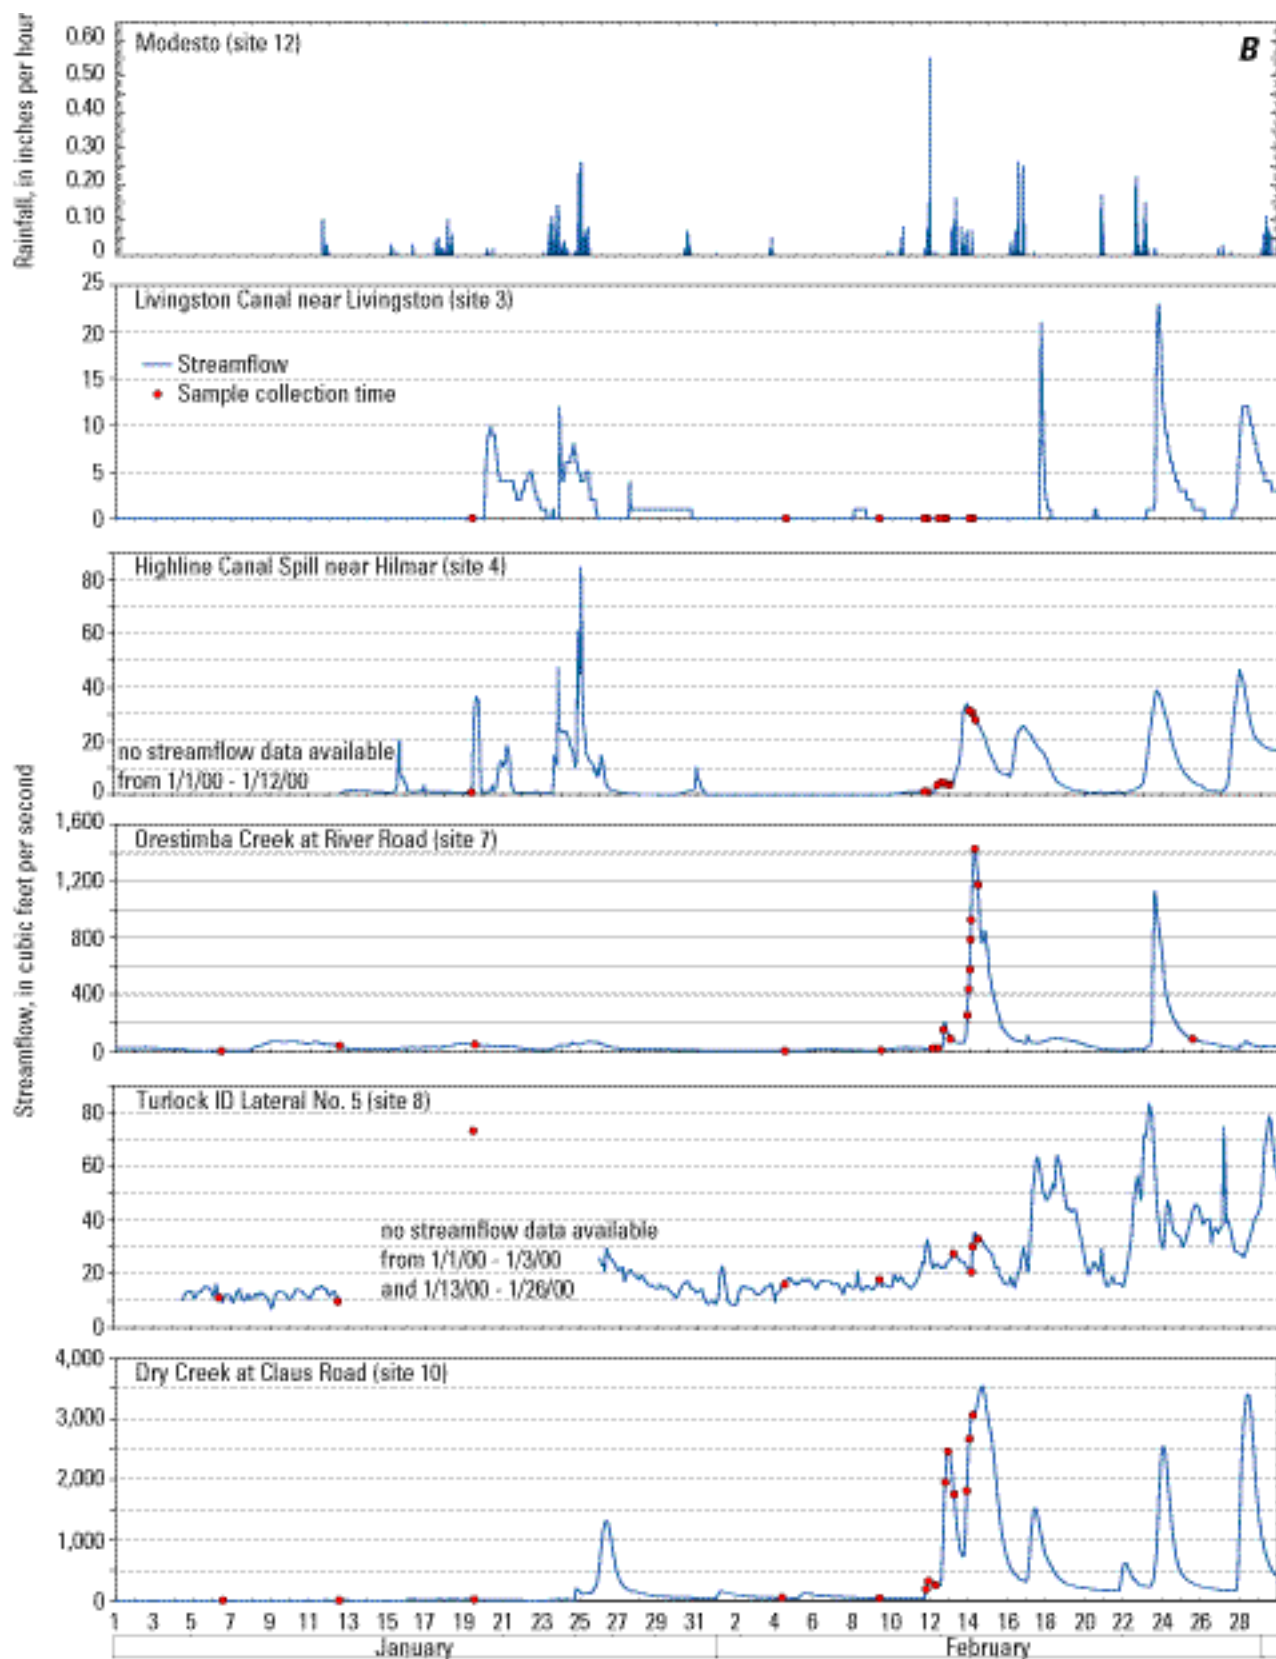 Modesto (site 12)
B
Rainfall, in inches per hour
0.60
0.50
0.40
0.30
0.20
0.10
0
Livingston Canal near Livingston (site 3)
Streamflow
Sample collection time
25
20
15
10
5
0
Highline Canal Spill near Hilmar (site 4)
80
60
40
20
0
no streamflow data available
from 1/1/00 - 1/12/00
Streamflow, in cubic feet per second
Orestimba Creek at River Road (site 7)
1,600
1,200
800
400
0
Turlock ID Lateral No. 5 (site 8)
80
60
40
20
0
no streamflow data available
from 1/1/00 - 1/3/00
and 1/13/00 - 1/26/00
Dry Creek at Claus Road (site 10)
4,000
3,000
2,000
1,000
0
1 3 5 7 9 11 13 15 17 19 21 23 25 27 29 31 2 4 6 8 10 12 14 16 18 20 22 24 26 28
January February